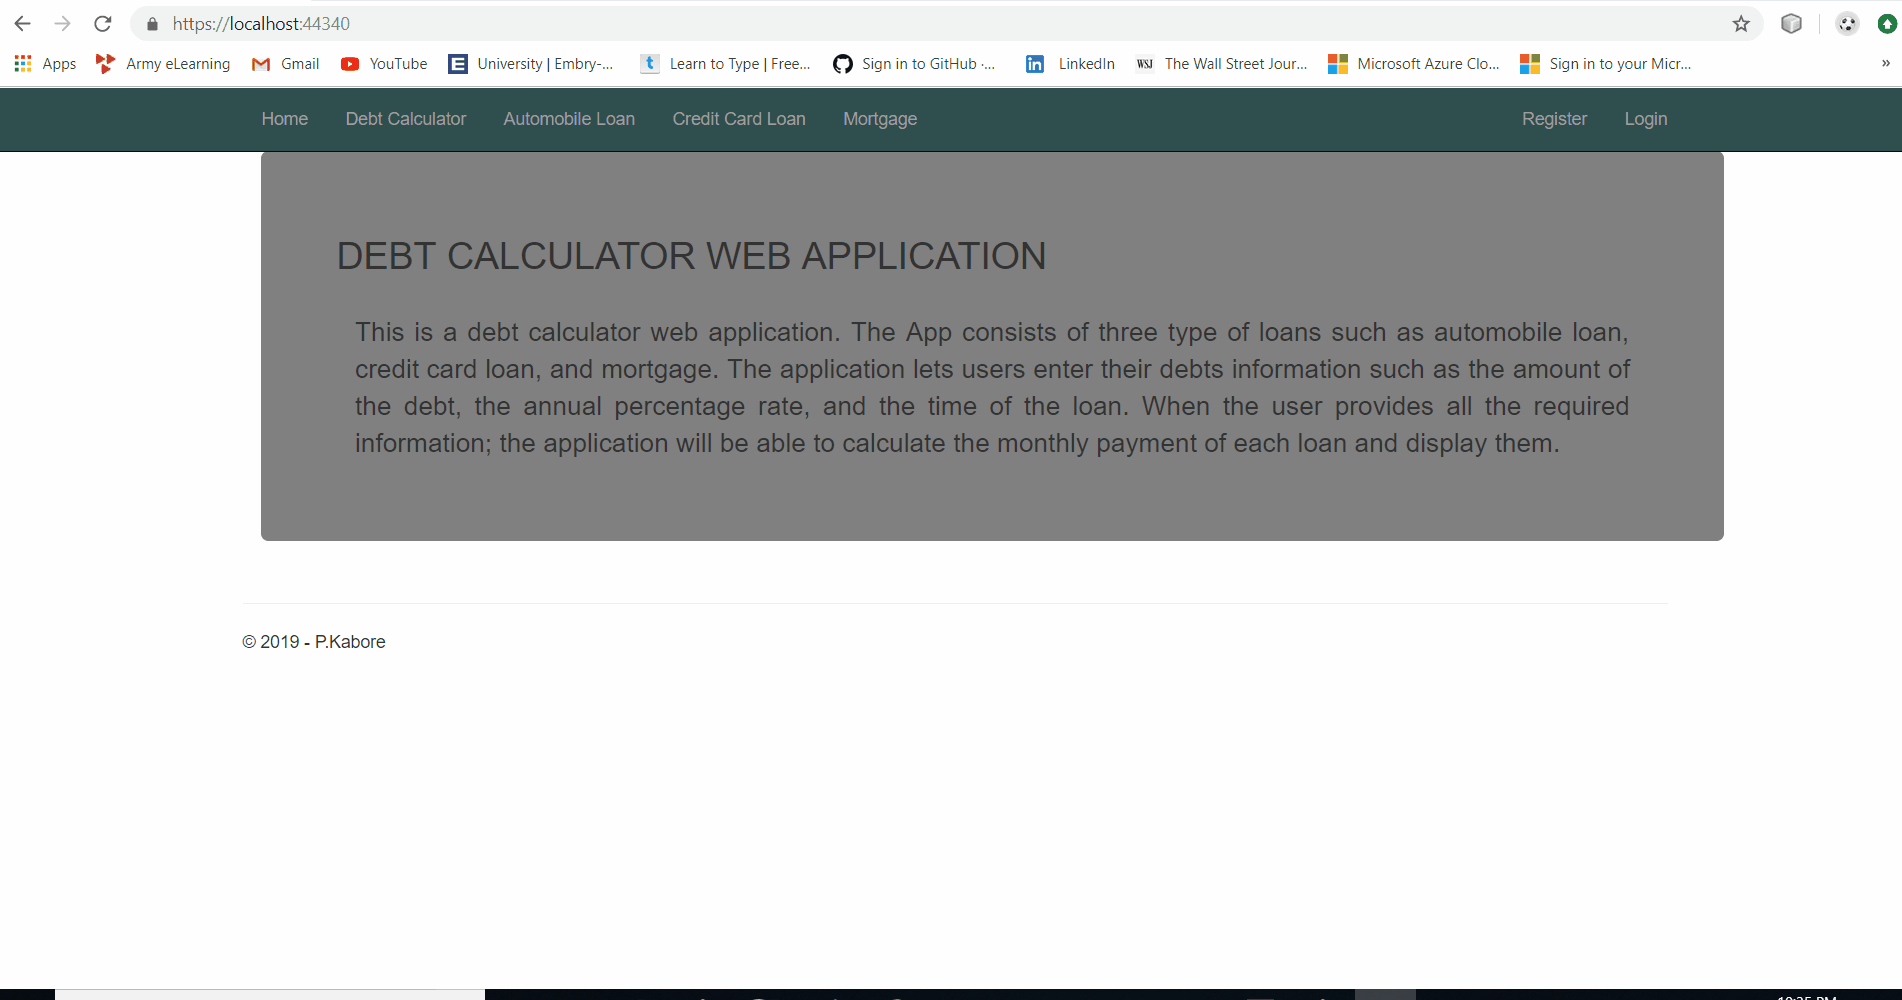 https://localhost:44340
Apps Army eLearning Gmail YouTube University | Embry-... Learn to Type | Free... Sign in to GitHub ·... LinkedIn WSJ The Wall Street Jour... Microsoft Azure Clo... Sign in to your Micr... »
Home Debt Calculator Automobile Loan Credit Card Loan Mortgage Register Login
DEBT CALCULATOR WEB APPLICATION
This is a debt calculator web application. The App consists of three type of loans such as automobile loan,
credit card loan, and mortgage. The application lets users enter their debts information such as the amount of
the debt, the annual percentage rate, and the time of the loan. When the user provides all the required
information; the application will be able to calculate the monthly payment of each loan and display them.
© 2019 - P.Kabore